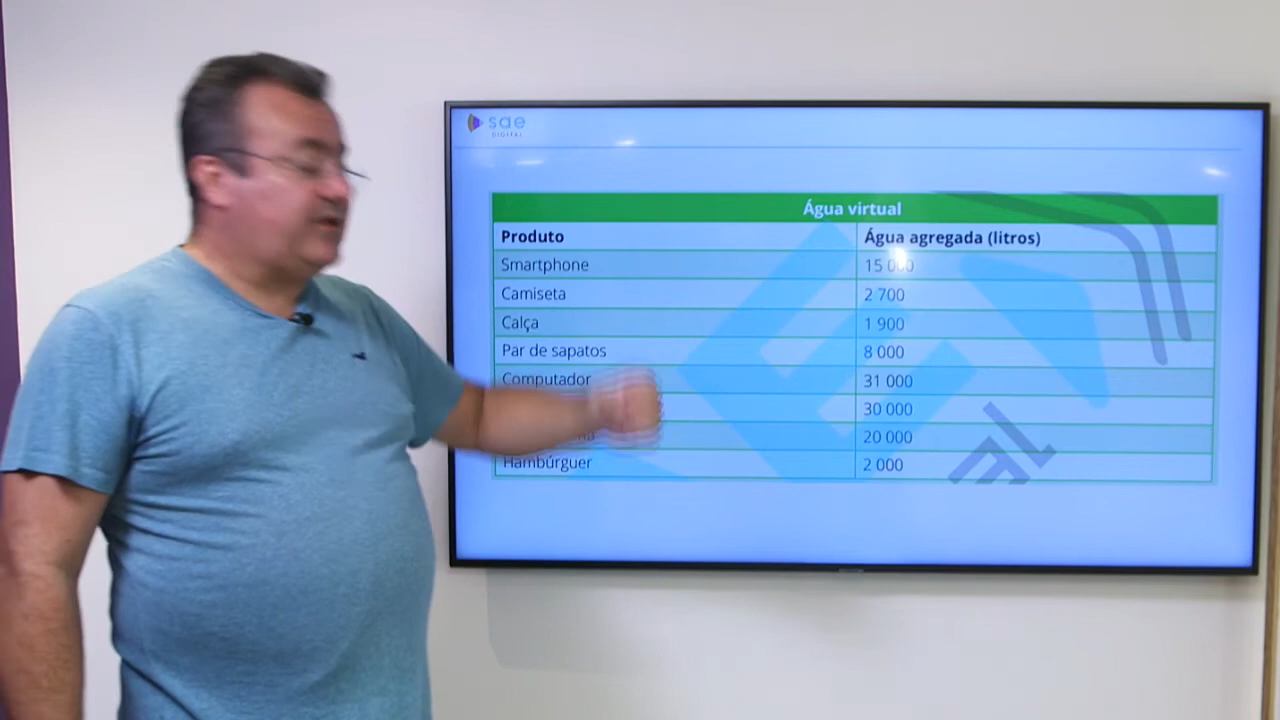 sae
DIGITAL
Água virtual
Produto Água agregada (litros)
Smartphone 15 000
Camiseta 2 700
Calça 1 900
Par de sapatos 8 000
Computador 31 000
30 000
20 000
Hambúrguer 2 000